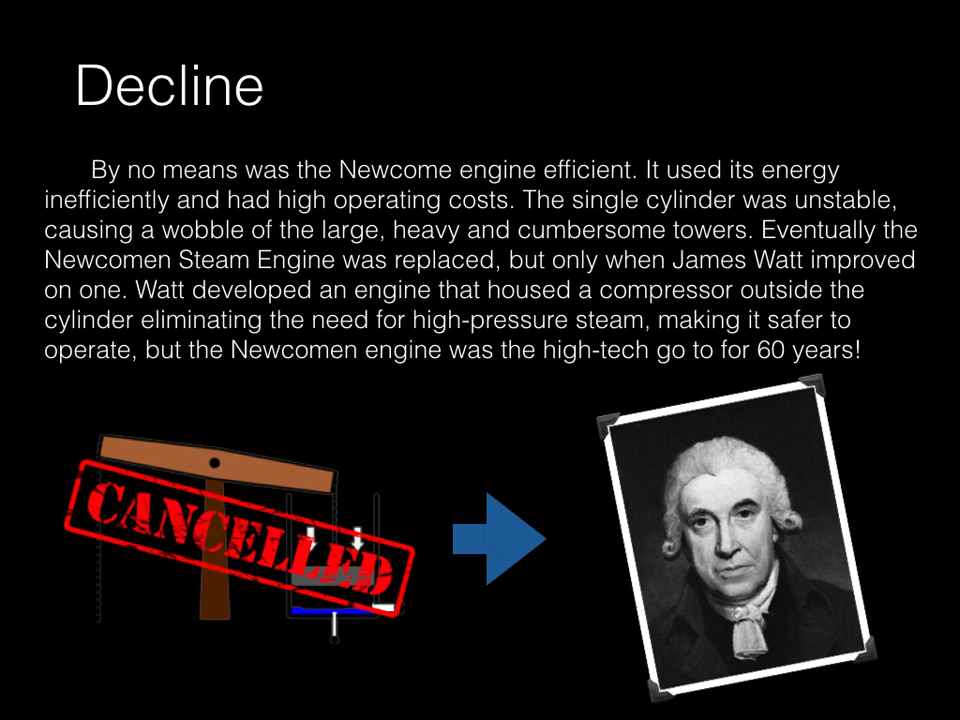 Decline
By no means was the Newcome engine efficient. It used its energy
inefficiently and had high operating costs. The single cylinder was unstable,
causing a wobble of the large, heavy and cumbersome towers. Eventually the
Newcomen Steam Engine was replaced, but only when James Watt improved
on one. Watt developed an engine that housed a compressor outside the
cylinder eliminating the need for high-pressure steam, making it safer to
operate, but the Newcomen engine was the high-tech go to for 60 years!
CANCELLED